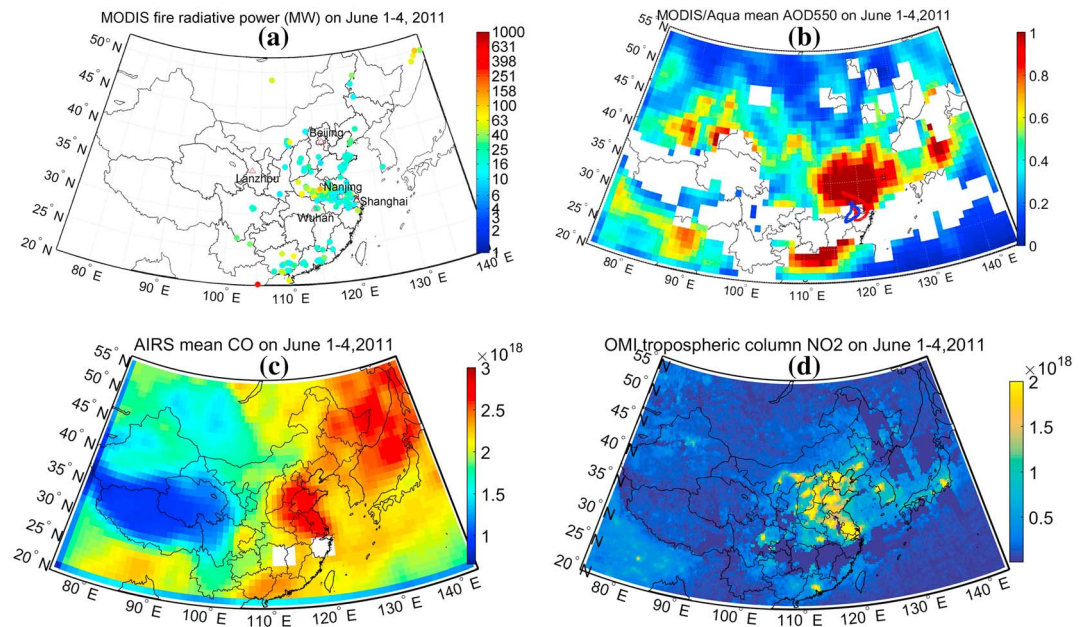 MODIS fire radiative power (MW) on June 1-4, 2011
(a)
50° N
45° N
40° N
35° N
30° N
25° N
20° N
80° E
90° E
100° E
110° E
120° E
130° E
140° E
Beijing
Lanzhou
Nanjing
Shanghai
Wuhan
1000
631
398
251
158
100
63
40
25
16
10
6
4
3
2
1
MODIS/Aqua mean AOD550 on June 1-4,2011
(b)
55° N
50° N
45° N
40° N
35° N
30° N
25° N
20° N
80° E
90° E
100° E
110° E
120° E
130° E
1
0.8
0.6
0.4
0.2
0
AIRS mean CO on June 1-4,2011
(c)
55° N
50° N
45° N
40° N
35° N
30° N
25° N
20° N
80° E
90° E
100° E
110° E
120° E
130° E
140° E
×10¹⁸
3
2.5
2
1.5
1
OMI tropospheric column NO2 on June 1-4,2011
(d)
55° N
50° N
45° N
40° N
35° N
30° N
25° N
20° N
80° E
90° E
100° E
110° E
120° E
130° E
140° E
×10¹⁸
2
1.5
1
0.5